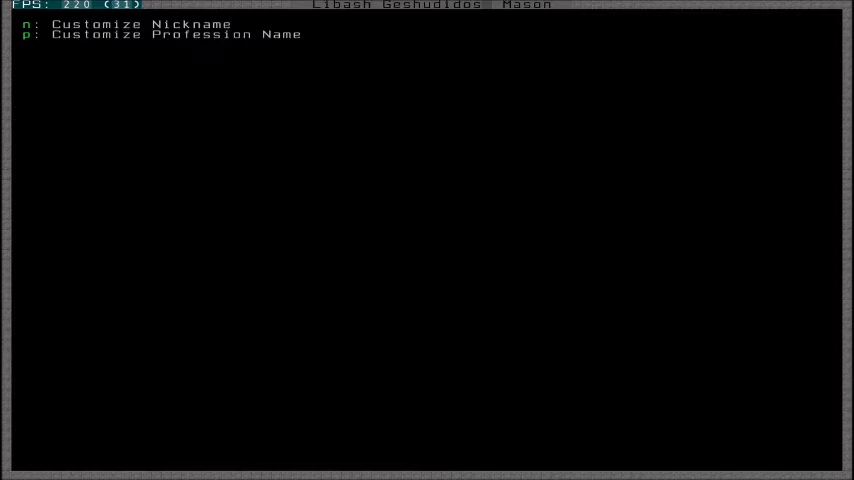 FPS: 220 (31)
Libash Geshudidos, Mason
n: Customize Nickname
p: Customize Profession Name